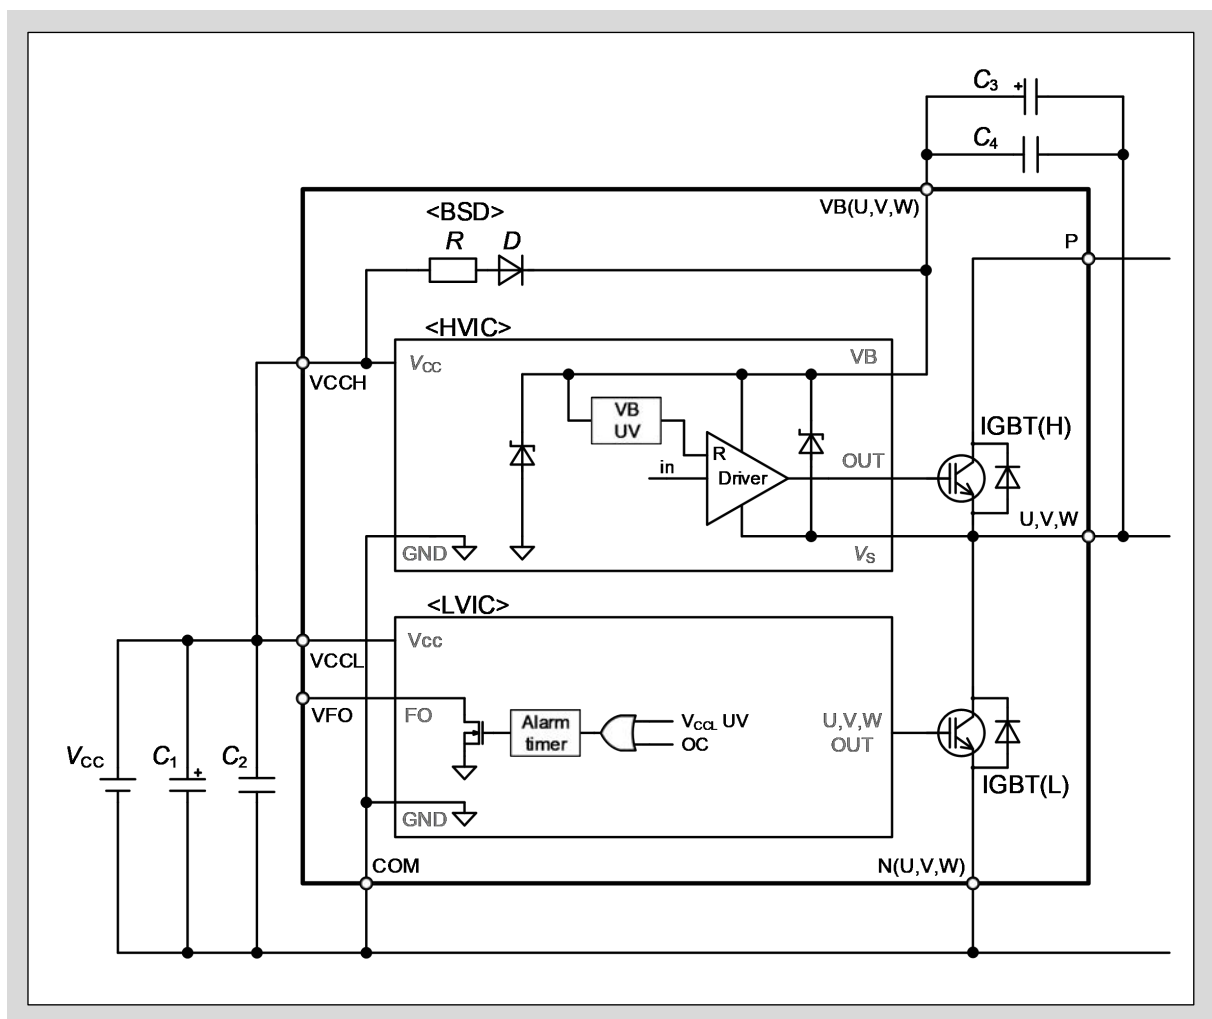 C3 +
C4
VB(U,V,W)
<BSD>
R D
P
<HVIC>
VCC
VB
VCCH
VB
UV
R
in
Driver
OUT
IGBT(H)
U,V,W
GND
VS
<LVIC>
Vcc
VCCL
VFO
FO
Alarm
timer
VCCL UV
OC
U,V,W
OUT
VCC
C1 +
C2
IGBT(L)
GND
COM
N(U,V,W)